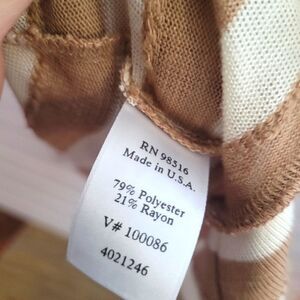 RN 98516
Made in U.S.A.
79% Polyester
21% Rayon
V# 100086
4021246